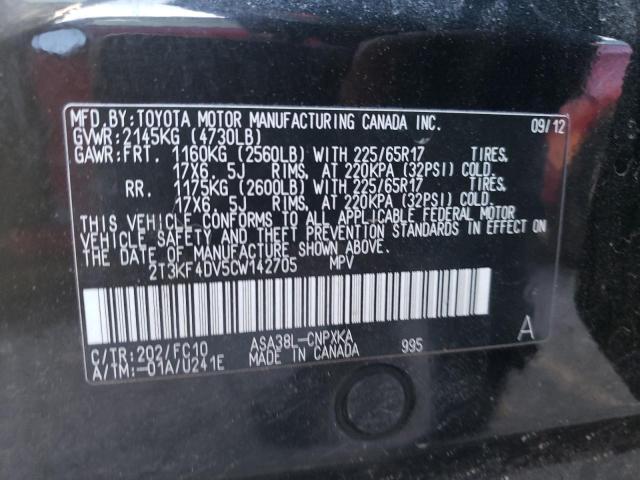 MFD.BY:TOYOTA MOTOR MANUFACTURING CANADA INC. 09/12
GVWR:2145KG (4730LB)
GAWR:FRT. 1160KG (2560LB) WITH 225/65R17 TIRES,
17X6. 5J RIMS, AT 220KPA (32PSI) COLD.
RR. 1175KG (2600LB) WITH 225/65R17 TIRES,
17X6. 5J RIMS, AT 220KPA (32PSI) COLD.
THIS VEHICLE CONFORMS TO ALL APPLICABLE FEDERAL MOTOR
VEHICLE SAFETY AND THEFT PREVENTION STANDARDS IN EFFECT ON
THE DATE OF MANUFACTURE SHOWN ABOVE.
2T3KF4DV5CW142705 MPV
C/TR:202/FC10 ASA38L-CNPXKA 995 A
A/TM:-01A/U241E MADE IN CANADA